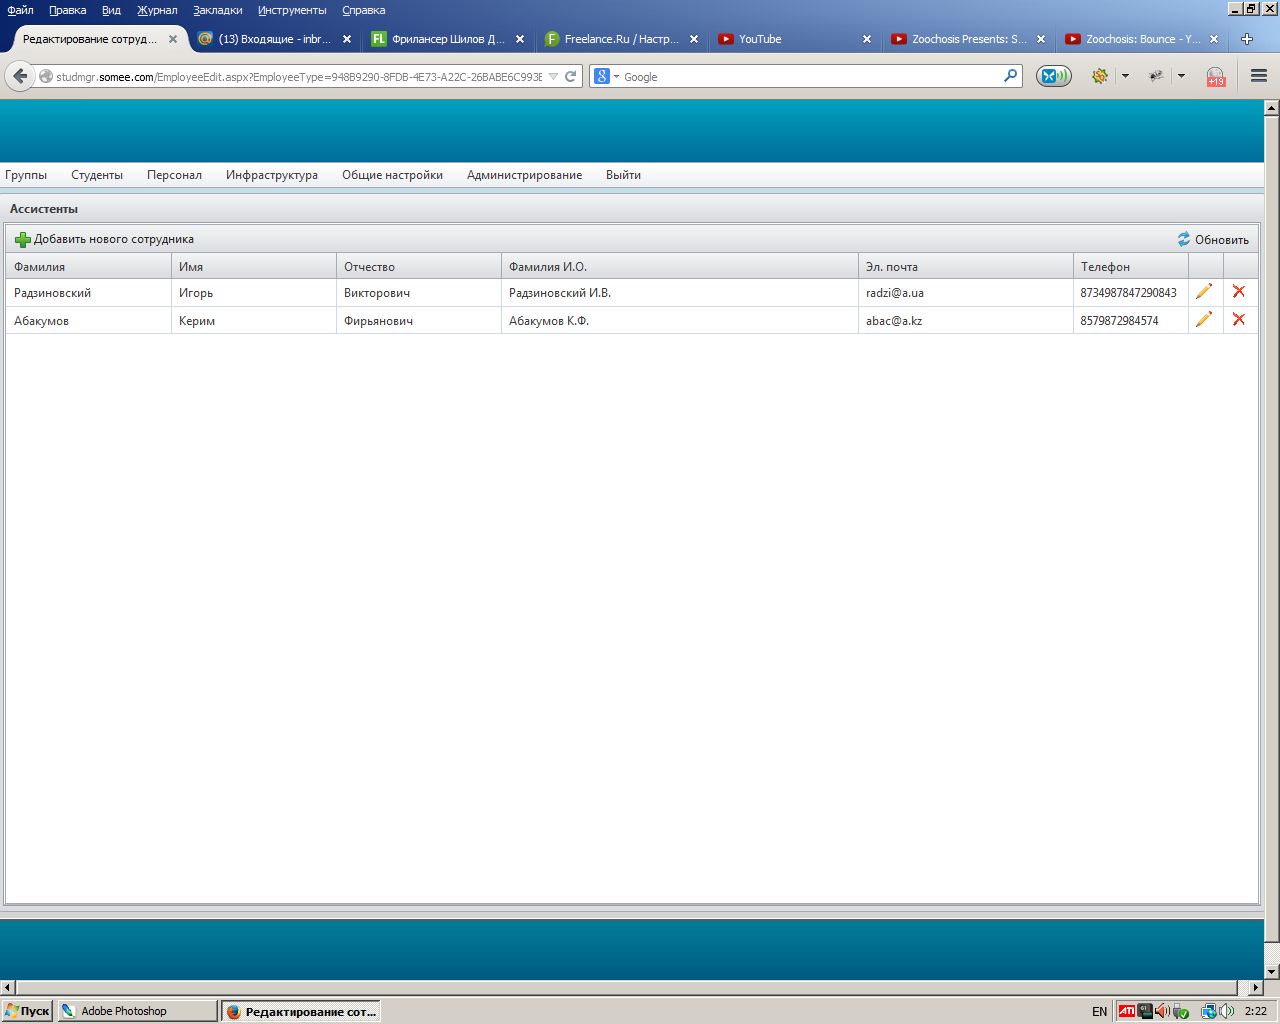 Файл Правка Вид Журнал Закладки Инструменты Справка
Редактирование сотруд... (13) Входящие - inbr... FL Фрилансер Шилов Д... F Freelance.Ru / Настр... YouTube Zoochosis Presents: S... Zoochosis: Bounce - Y...
studmgr.somee.com/EmployeeEdit.aspx?EmployeeType=948B9290-8FDB-4E73-A22C-26BABE6C993E 8 Google +19
Группы Студенты Персонал Инфраструктура Общие настройки Администрирование Выйти
Ассистенты
Добавить нового сотрудника Обновить
Фамилия Имя Отчество Фамилия И.О. Эл. почта Телефон
Радзиновский Игорь Викторович Радзиновский И.В. radzi@a.ua 8734987847290843
Абакумов Керим Фирьянович Абакумов К.Ф. abac@a.kz 8579872984574
Пуск Adobe Photoshop Редактирование сот... EN ATI 61 2:22